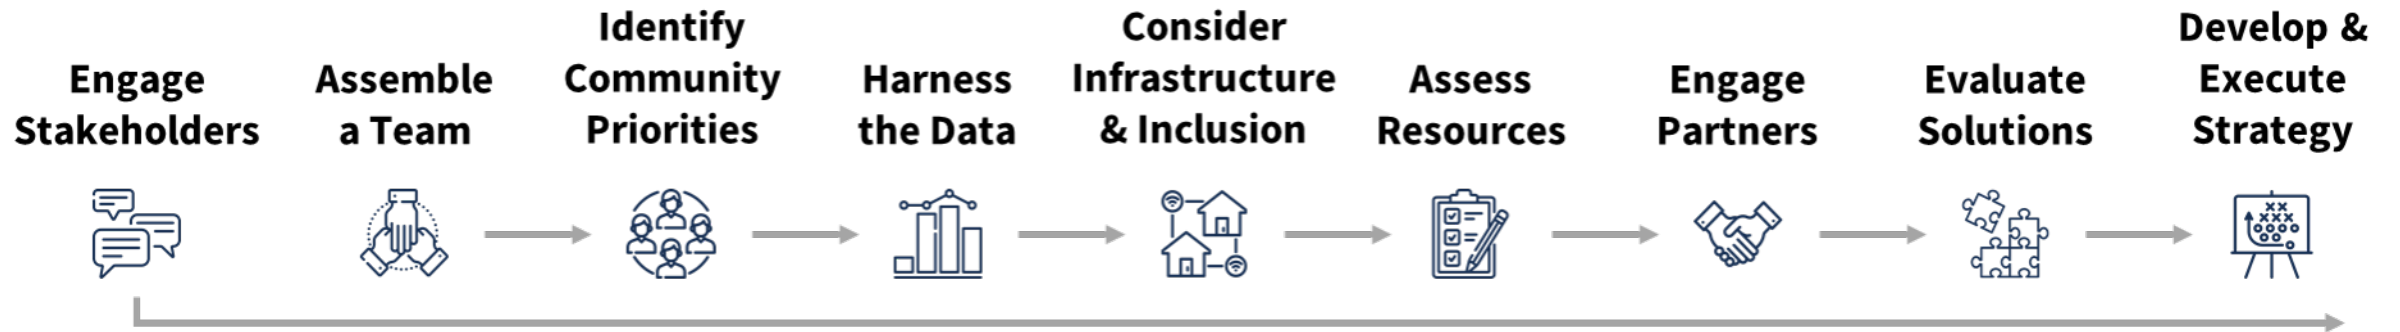 Engage
Stakeholders
Assemble
a Team
Identify
Community
Priorities
Harness
the Data
Consider
Infrastructure
& Inclusion
Assess
Resources
Engage
Partners
Evaluate
Solutions
Develop &
Execute
Strategy